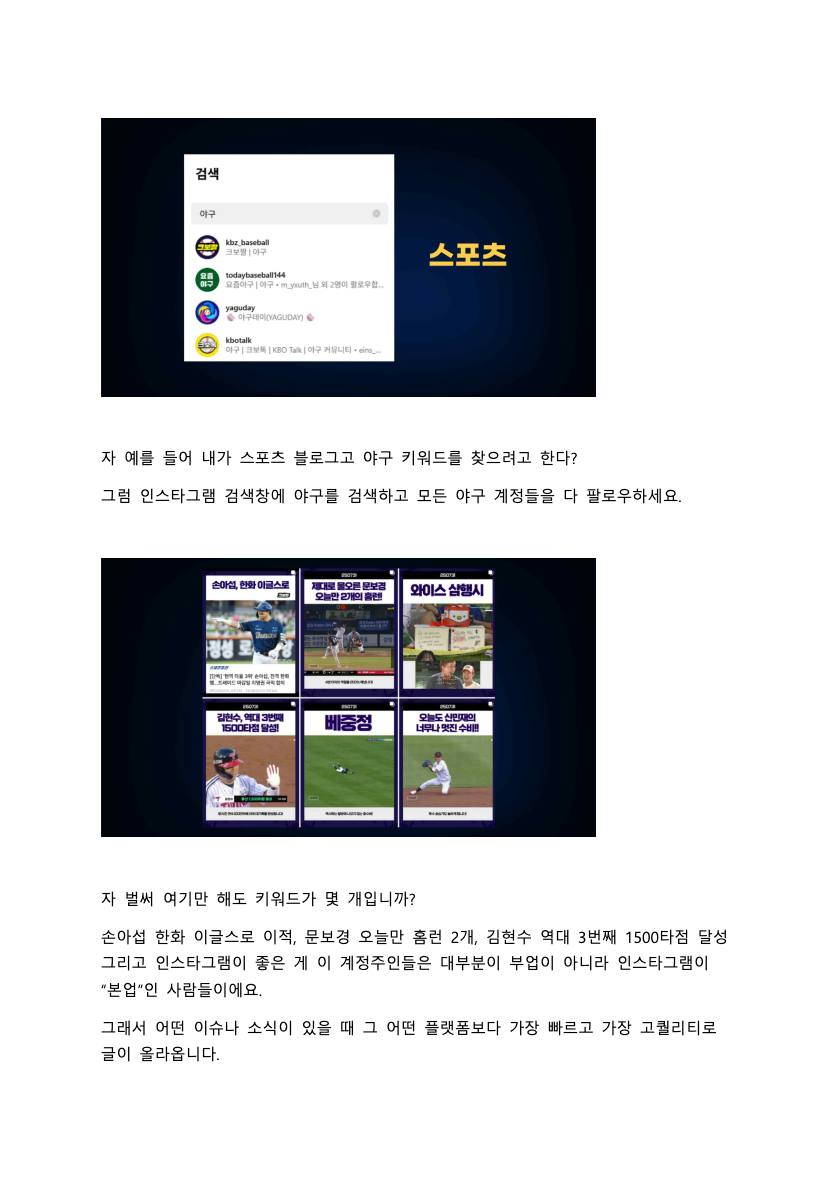 검색
야구
스포츠
kbz_baseball
크보짤 | 야구
요즘
야구
todaybaseball144
요즘야구 | 야구 • m_yxuth_님 외 2명이 팔로우합...
yaguday
야구데이(YAGUDAY)
kbotalk
야구 | 크보톡 | KBO Talk | 야구 커뮤니티 • eins_...
자 예를 들어 내가 스포츠 블로그고 야구 키워드를 찾으려고 한다?
그럼 인스타그램 검색창에 야구를 검색하고 모든 야구 계정들을 다 팔로우하세요.
손아섭, 한화 이글스로
250731
제대로 물오른 문보경
오늘만 2개의 홈런!!
250731
와이스 삼행시
250731
김현수, 역대 3번째
1500타점 달성!
250731
베중정
250731
오늘도 신민재의
너무나 멋진 수비!!
자 벌써 여기만 해도 키워드가 몇 개입니까?
손아섭 한화 이글스로 이적, 문보경 오늘만 홈런 2개, 김현수 역대 3번째 1500타점 달성
그리고 인스타그램이 좋은 게 이 계정주인들은 대부분이 부업이 아니라 인스타그램이
“본업”인 사람들이에요.
그래서 어떤 이슈나 소식이 있을 때 그 어떤 플랫폼보다 가장 빠르고 가장 고퀄리티로
글이 올라옵니다.